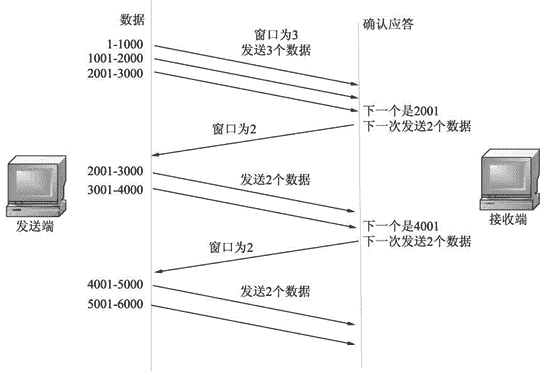 数据
确认应答
窗口为3
发送3个数据
1-1000
1001-2000
2001-3000
下一个是2001
下一次发送2个数据
窗口为2
2001-3000
3001-4000
发送2个数据
发送端
接收端
下一个是4001
下一次发送2个数据
窗口为2
4001-5000
5001-6000
发送2个数据